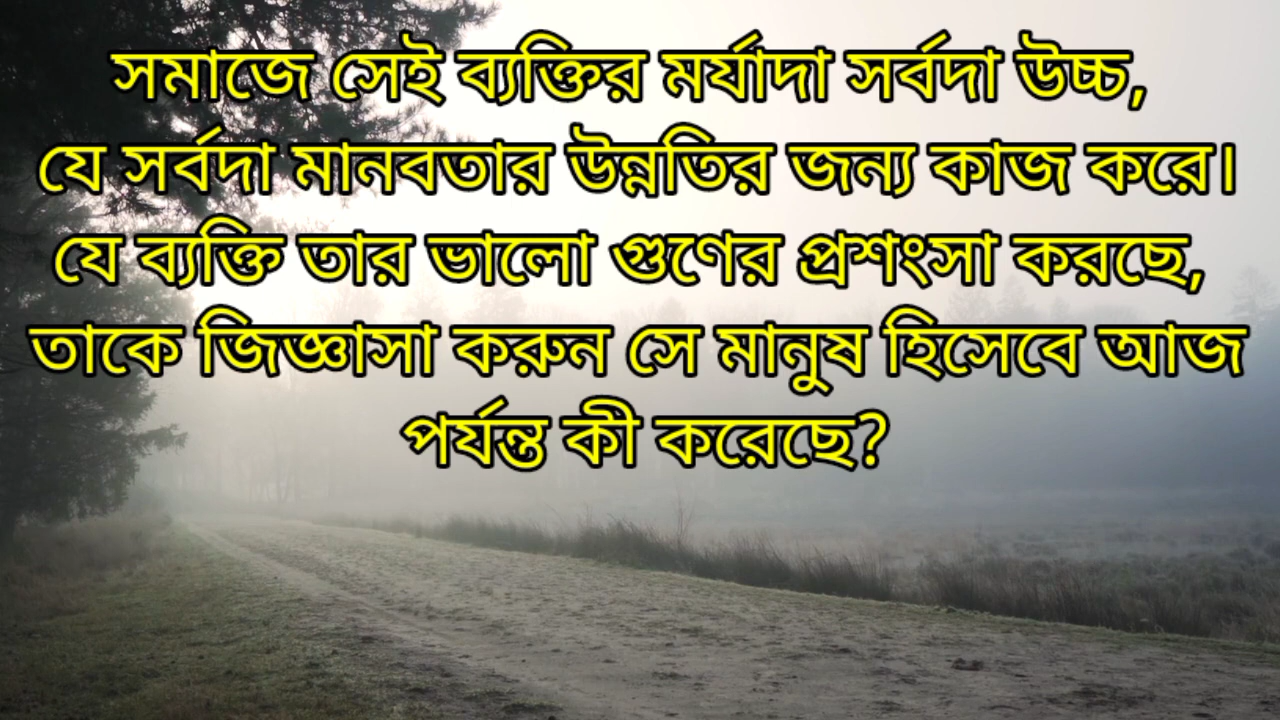 সমাজে সেই ব্যক্তির মর্যাদা সর্বদা উচ্চ,
যে সর্বদা মানবতার উন্নতির জন্য কাজ করে।
যে ব্যক্তি তার ভালো গুণের প্রশংসা করছে,
তাকে জিজ্ঞাসা করুন সে মানুষ হিসেবে আজ
পর্যন্ত কী করেছে?